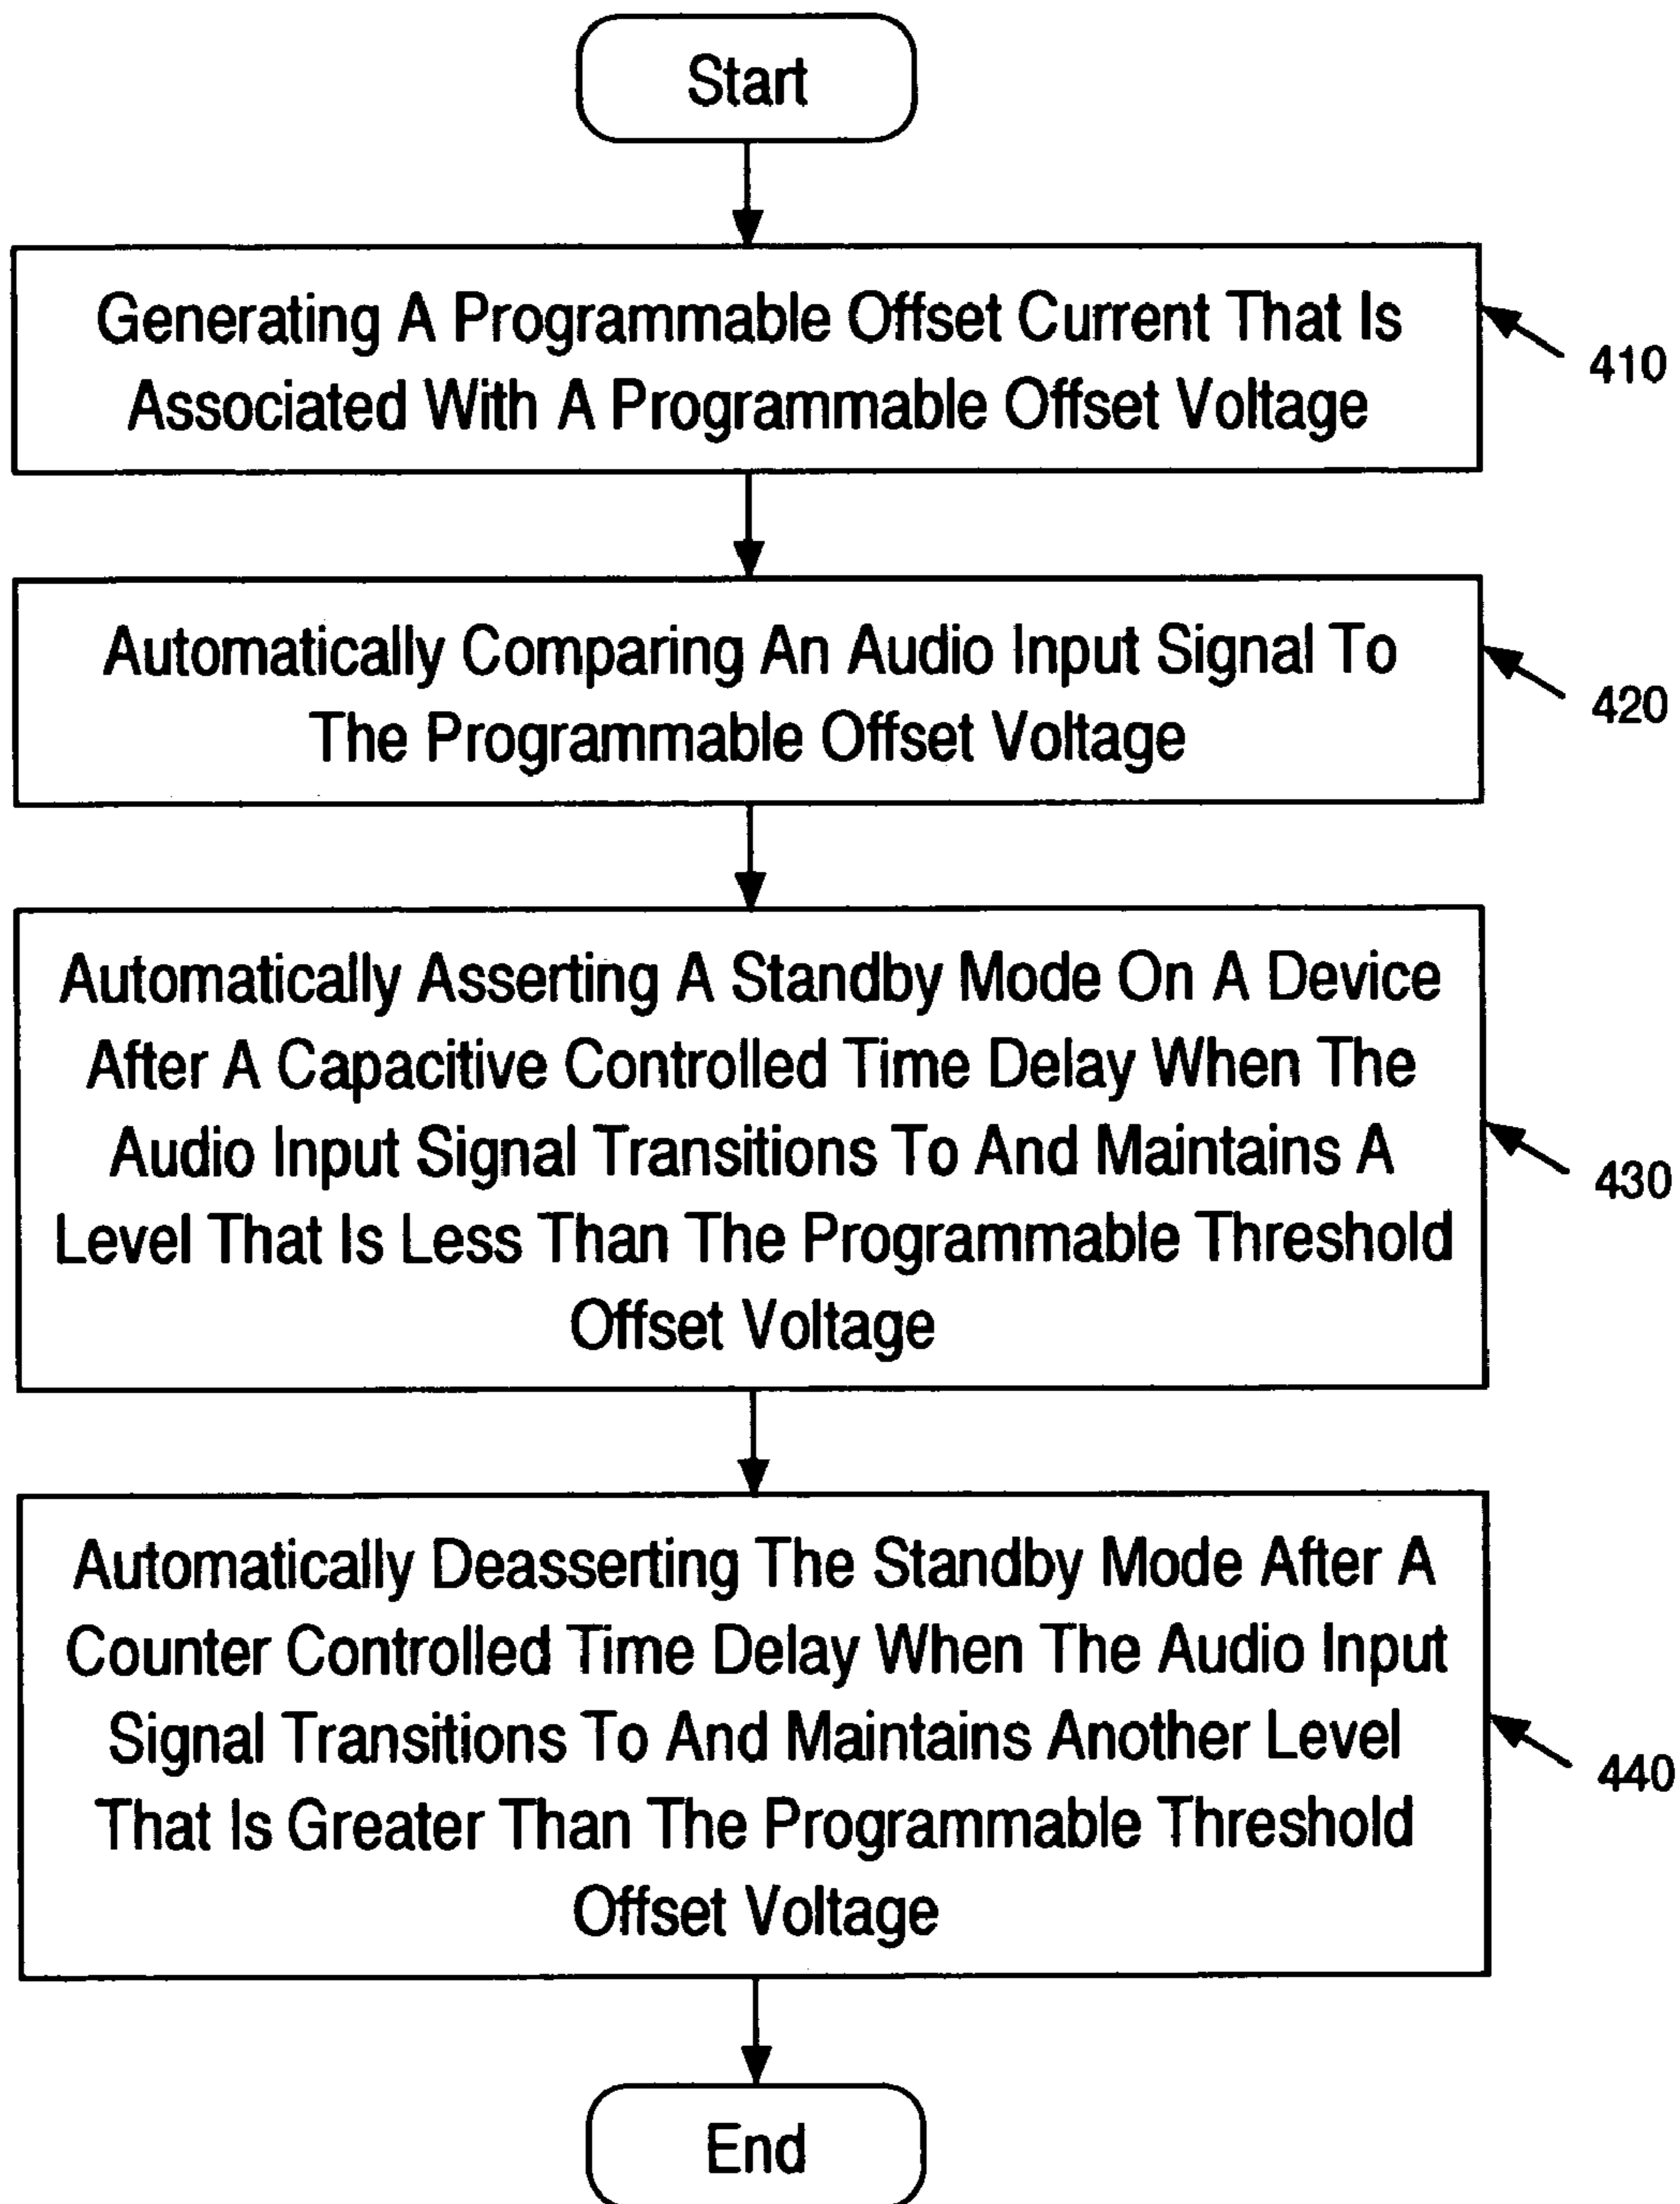 Start
Generating A Programmable Offset Current That Is
Associated With A Programmable Offset Voltage
410
Automatically Comparing An Audio Input Signal To
The Programmable Offset Voltage
420
Automatically Asserting A Standby Mode On A Device
After A Capacitive Controlled Time Delay When The
Audio Input Signal Transitions To And Maintains A
Level That Is Less Than The Programmable Threshold
Offset Voltage
430
Automatically Deasserting The Standby Mode After A
Counter Controlled Time Delay When The Audio Input
Signal Transitions To And Maintains Another Level
That Is Greater Than The Programmable Threshold
Offset Voltage
440
End